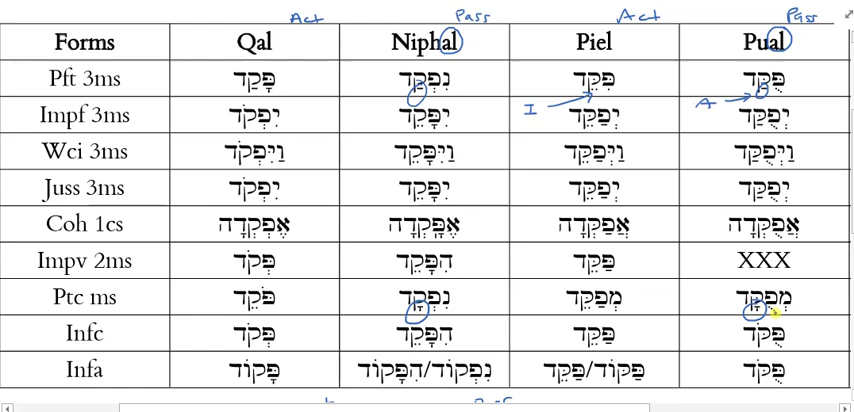 Act Pass Act Pass
Forms Qal Niphal Piel Pual
Pft 3ms פָּקַד נִפְקַד פִּקֵּד פֻּקַּד
I A
Impf 3ms יִפְקֹד יִפָּקֵד יְפַקֵּד יְפֻקַּד
Wci 3ms וַיִּפְקֹד וַיִּפָּקֵד וַיְּפַקֵּד וַיְּפֻקַּד
Juss 3ms יִפְקֹד יִפָּקֵד יְפַקֵּד יְפֻקַּד
Coh 1cs אֶפְקְדָה אֶפָּקְדָה אֲפַקְּדָה אֲפֻקְּדָה
Impv 2ms פְּקֹד הִפָּקֵד פַּקֵּד XXX
Ptc ms פֹּקֵד נִפְקָד מְפַקֵּד מְפֻקָּד
Infc פְּקֹד הִפָּקֵד פַּקֵּד פֻּקֹּד
Infa פָּקוֹד נִפְקוֹד/הִפָּקוֹד פַּקּוֹד/פַּקֵּד פֻּקֹּד